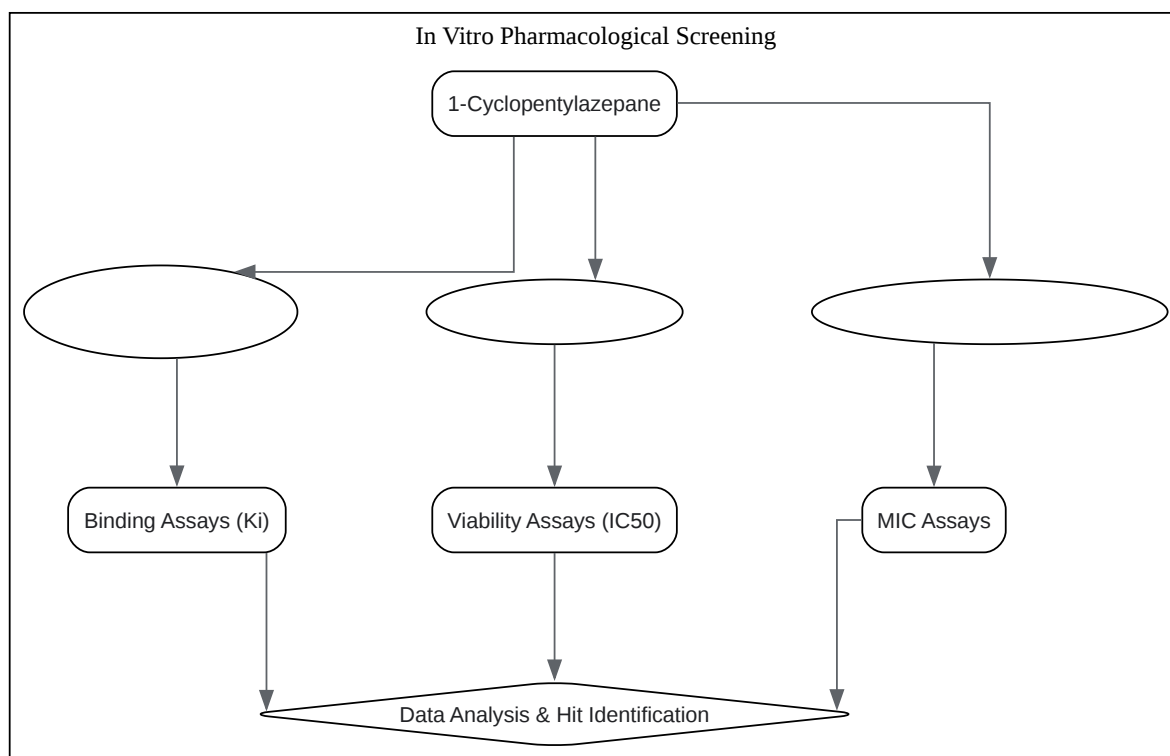 In Vitro Pharmacological Screening
1-Cyclopentylazepane
Binding Assays (Ki)
Viability Assays (IC50)
MIC Assays
Data Analysis & Hit Identification